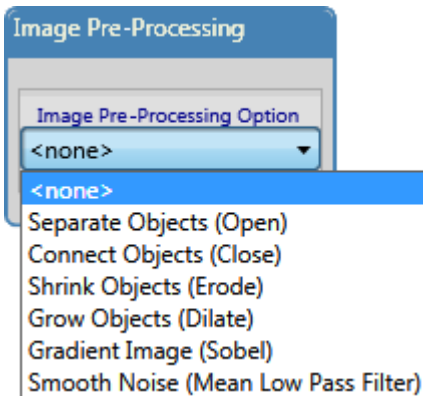 Image Pre-Processing
Image Pre-Processing Option
<none>
<none>
Separate Objects (Open)
Connect Objects (Close)
Shrink Objects (Erode)
Grow Objects (Dilate)
Gradient Image (Sobel)
Smooth Noise (Mean Low Pass Filter)